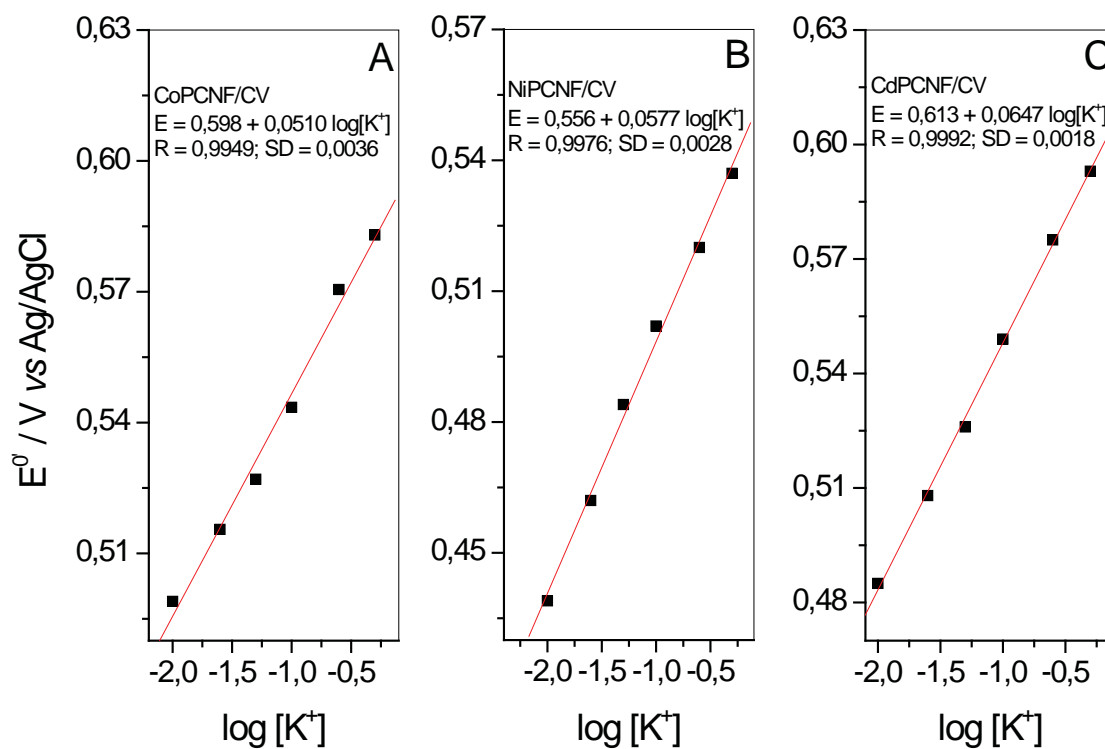 E0' / V vs Ag/AgCl
0,63
0,60
0,57
0,54
0,51
A
CoPCNF/CV
E = 0,598 + 0,0510 log[K+]
R = 0,9949; SD = 0,0036
-2,0 -1,5 -1,0 -0,5
log [K+]
0,57
0,54
0,51
0,48
0,45
B
NiPCNF/CV
E = 0,556 + 0,0577 log[K+]
R = 0,9976; SD = 0,0028
-2,0 -1,5 -1,0 -0,5
log [K+]
0,63
0,60
0,57
0,54
0,51
0,48
C
CdPCNF/CV
E = 0,613 + 0,0647 log[K+]
R = 0,9992; SD = 0,0018
-2,0 -1,5 -1,0 -0,5
log [K+]